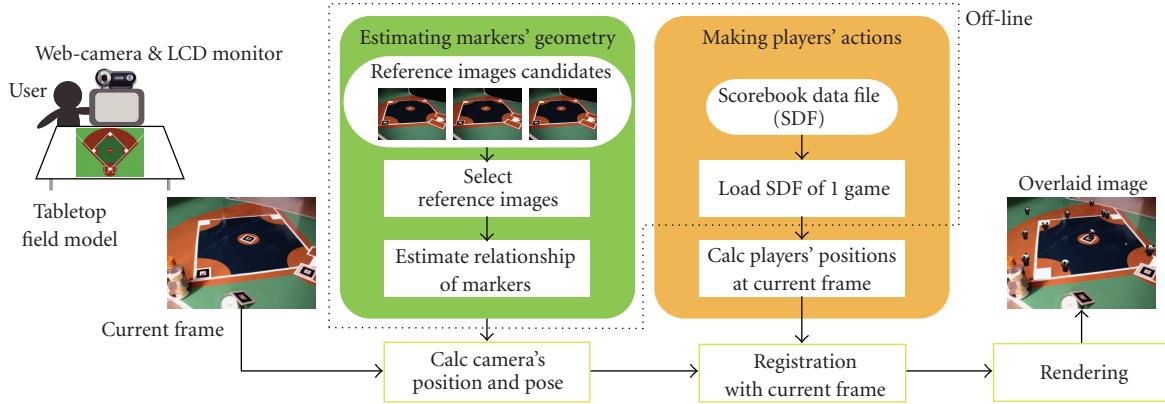 Off-line
Web-camera & LCD monitor
User
Tabletop
field model
Current frame
Estimating markers’ geometry
Reference images candidates
Select
reference images
Estimate relationship
of markers
Making players’ actions
Scorebook data file
(SDF)
Load SDF of 1 game
Calc players’ positions
at current frame
Overlaid image
Calc camera’s
position and pose
Registration
with current frame
Rendering